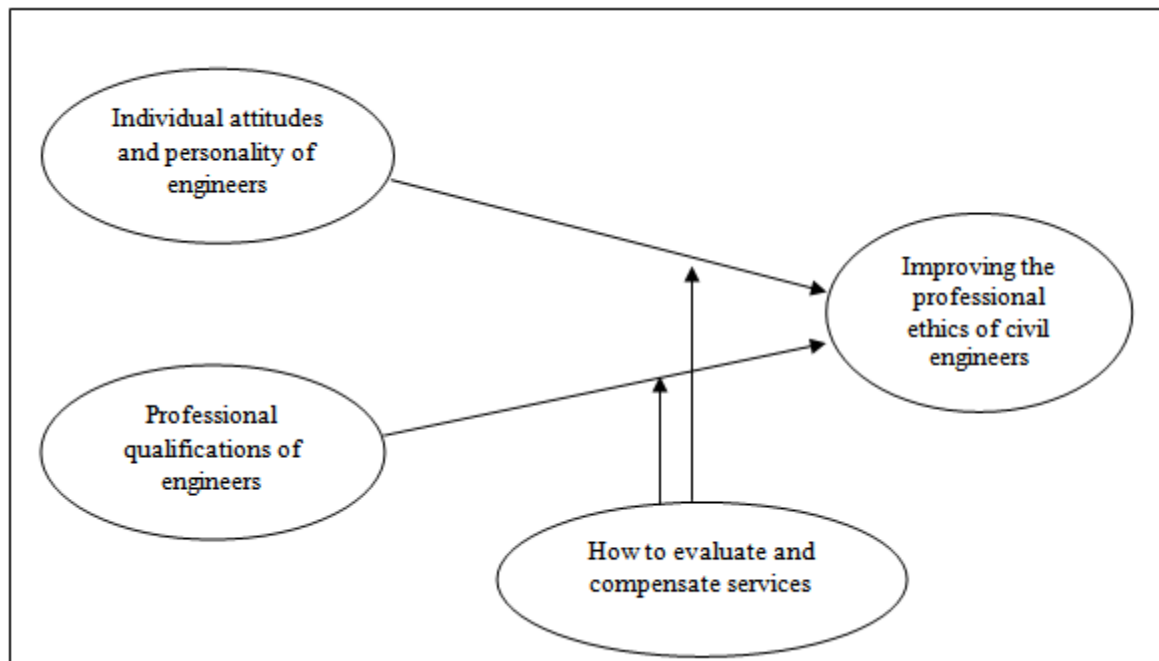 Individual attitudes
and personality of
engineers
Improving the
professional
ethics of civil
engineers
Professional
qualifications of
engineers
How to evaluate and
compensate services